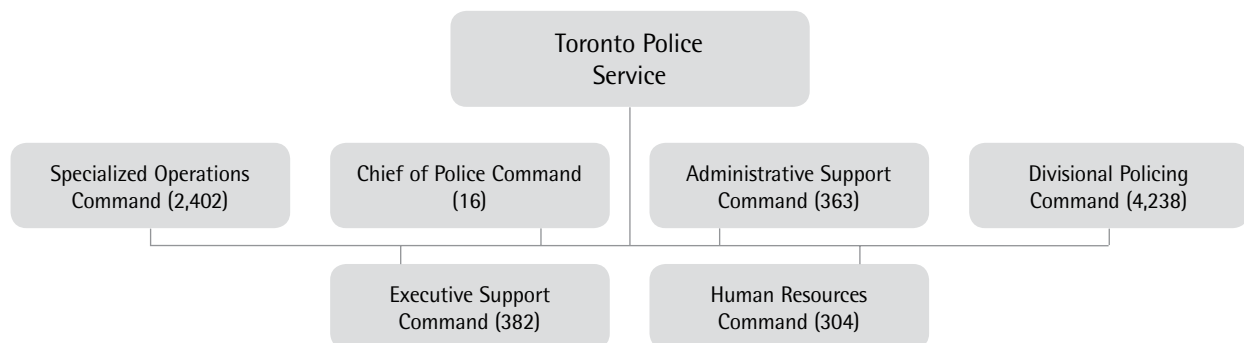 Toronto Police
Service
Specialized Operations
Command (2,402)
Chief of Police Command
(16)
Administrative Support
Command (363)
Divisional Policing
Command (4,238)
Executive Support
Command (382)
Human Resources
Command (304)